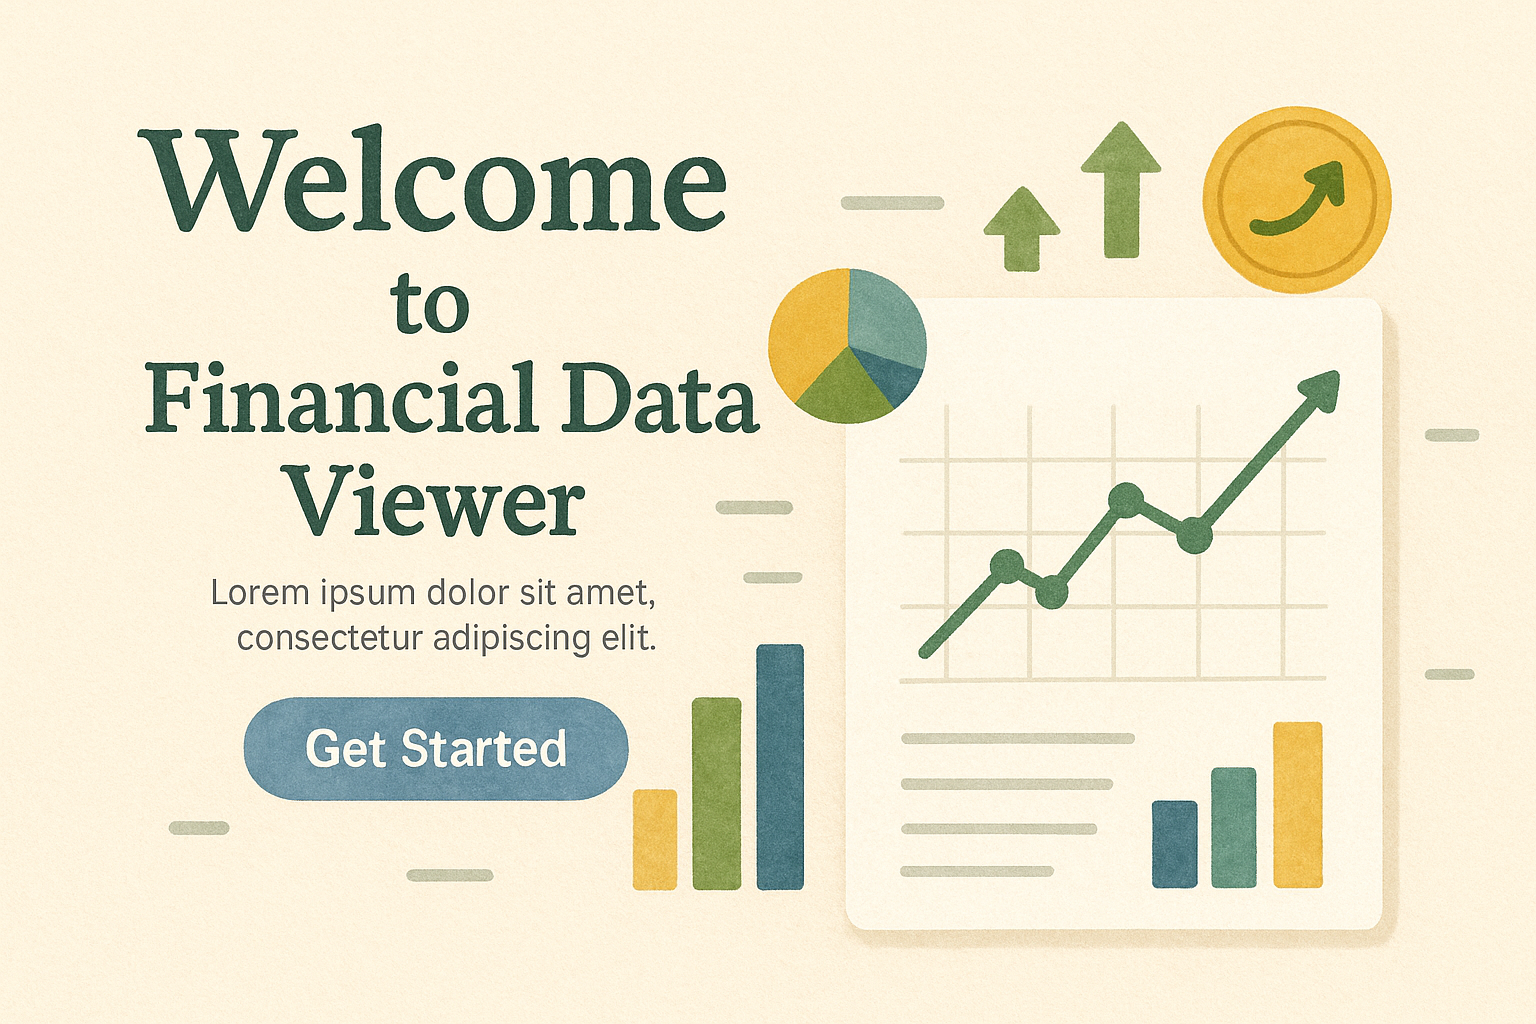 Welcome
to
Financial Data
Viewer
Lorem ipsum dolor sit amet,
consectetur adipiscing elit.
Get Started